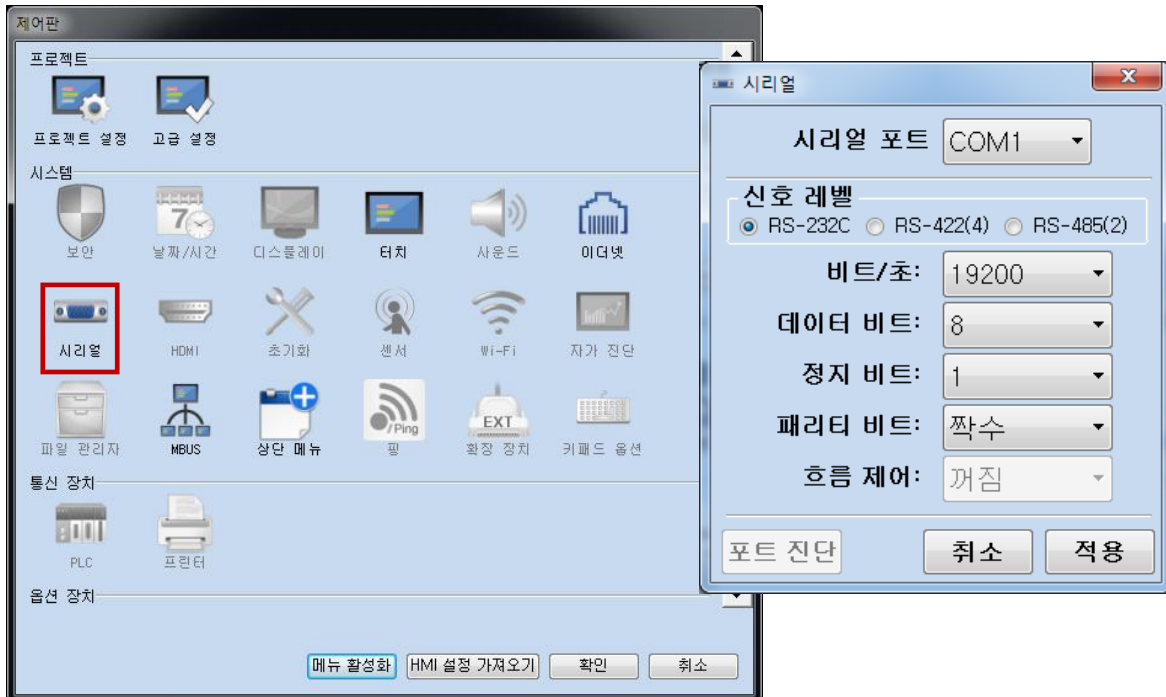 제어판
프로젝트
프로젝트 설정 고급 설정
시스템
7
보안 날짜/시간 디스플레이 터치 사운드 이더넷
시리얼 HDMI 초기화 센서 Wi-Fi 자가 진단
/Ping EXT
파일 관리자 MBUS 상단 메뉴 핑 확장 장치 키패드 옵션
통신 장치
PLC 프린터
옵션 장치
메뉴 활성화 HMI 설정 가져오기 확인 취소
시리얼
시리얼 포트 COM1
신호 레벨
RS-232C RS-422(4) RS-485(2)
비트/초: 19200
데이터 비트: 8
정지 비트: 1
패리티 비트: 짝수
흐름 제어: 꺼짐
포트 진단 취소 적용